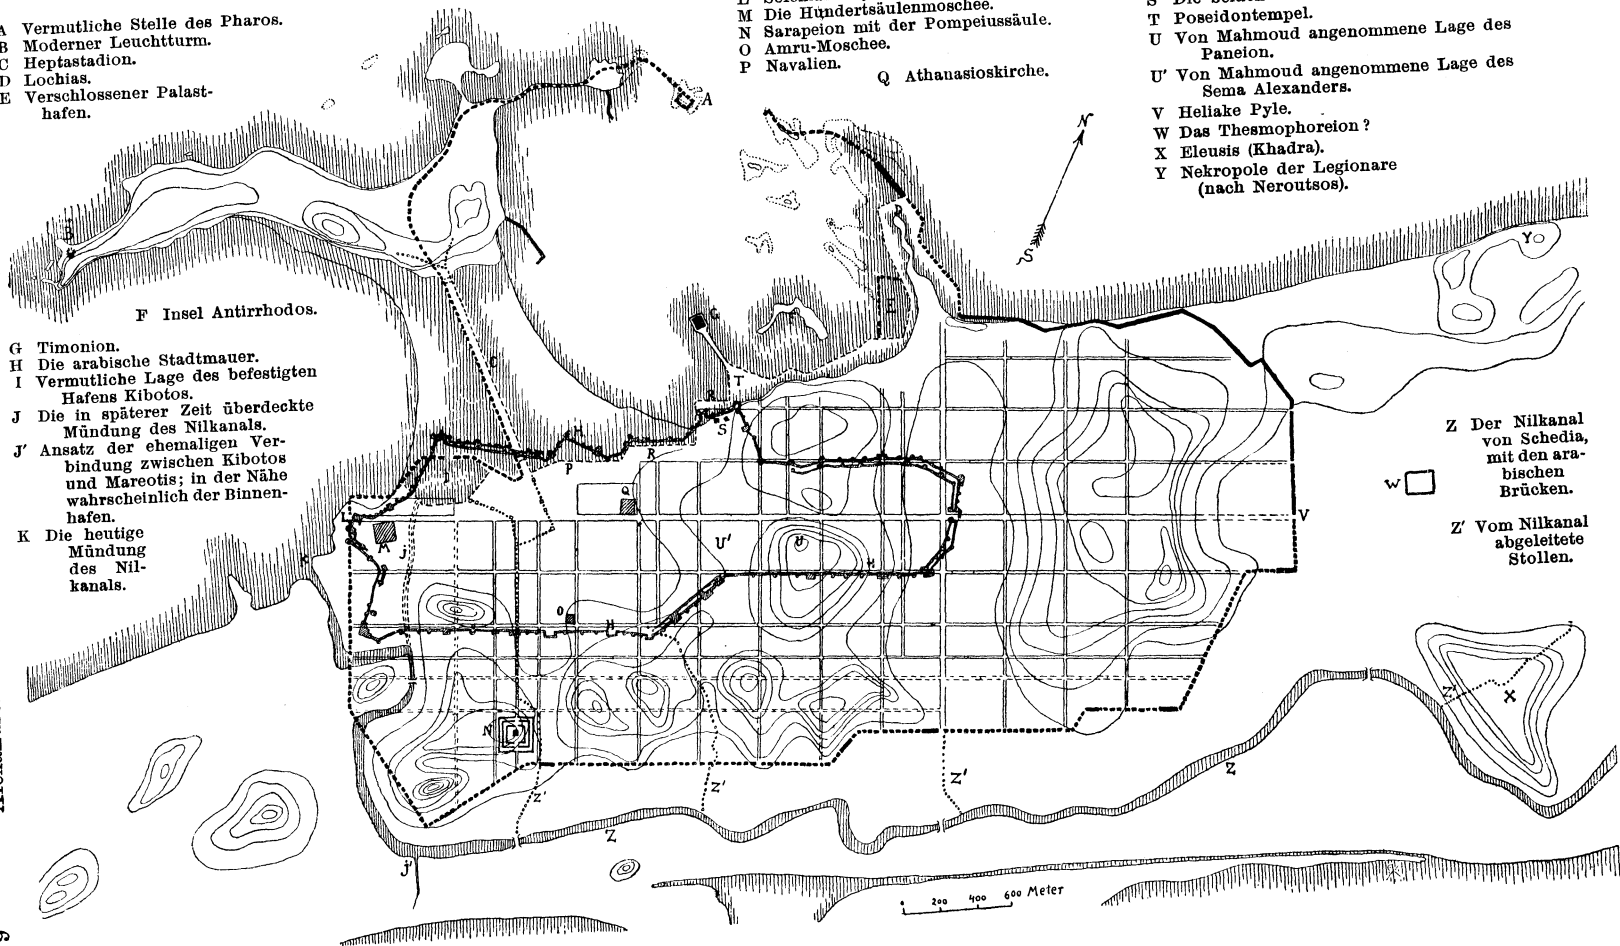 A Vermutliche Stelle des Pharos.
B Moderner Leuchtturm.
C Heptastadion.
D Lochias.
E Verschlossener Palast-
hafen.
M Die Hundertsäulenmoschee.
N Sarapeion mit der Pompeiussäule.
O Amru-Moschee.
P Navalien.
Q Athanasioskirche.
T Poseidontempel.
U Von Mahmoud angenommene Lage des
Paneion.
U' Von Mahmoud angenommene Lage des
Sema Alexanders.
V Heliake Pyle.
W Das Thesmophoreion?
X Eleusis (Khadra).
Y Nekropole der Legionare
(nach Neroutsos).
F Insel Antirrhodos.
G Timonion.
H Die arabische Stadtmauer.
I Vermutliche Lage des befestigten
Hafens Kibotos.
J Die in späterer Zeit überdeckte
Mündung des Nilkanals.
J' Ansatz der ehemaligen Ver-
bindung zwischen Kibotos
und Mareotis; in der Nähe
wahrscheinlich der Binnen-
hafen.
K Die heutige
Mündung
des Nil-
kanals.
Z Der Nilkanal
von Schedia,
mit den ara-
bischen
Brücken.
Z' Vom Nilkanal
abgeleitete
Stollen.
N
S
A
B
C
D
E
G
T
R
S
H
P
R
I
Q
L
M
j
K
U'
U
H
O
H
N
V
W
X
Y
Z'
Z'
Z'
Z'
Z
Z
j'
200 400 600 Meter